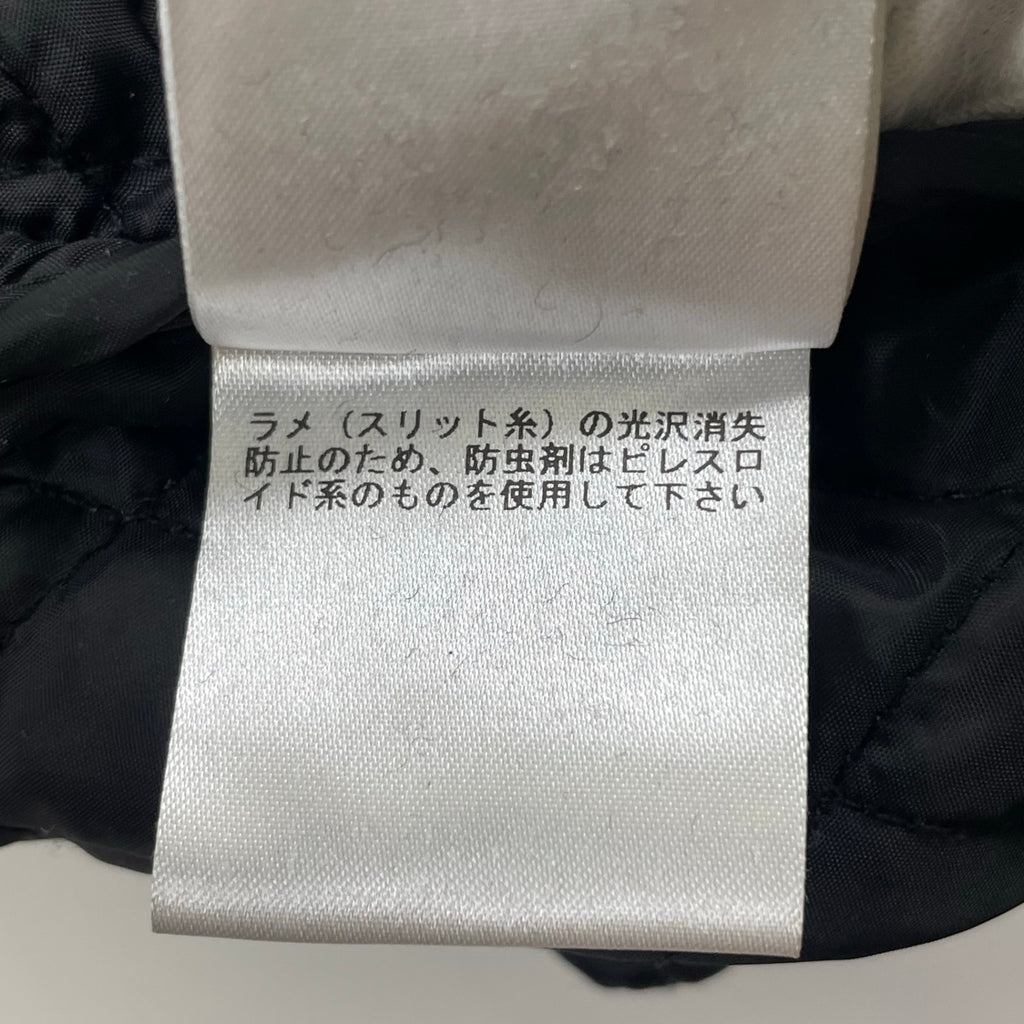 ラメ（スリット糸）の光沢消失
防止のため、防虫剤はピレスロ
イド系のものを使用して下さい